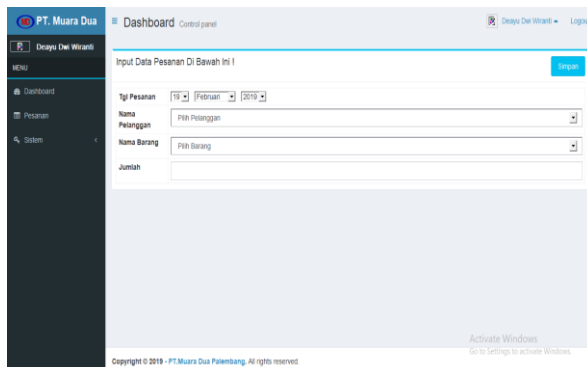 PT. Muara Dua
Dashboard Control panel
Deayu Dwi Wiranti
Logou
Deayu Dwi Wiranti
MENU
Dashboard
Pesanan
Sistem
Input Data Pesanan Di Bawah Ini !
Simpan
Tgl Pesanan 19 Februari 2019
Nama Pelanggan Pilih Pelanggan
Nama Barang Pilih Barang
Jumlah
Activate Windows
Go to Settings to activate Windows.
Copyright © 2019 - PT.Muara Dua Palembang. All rights reserved.